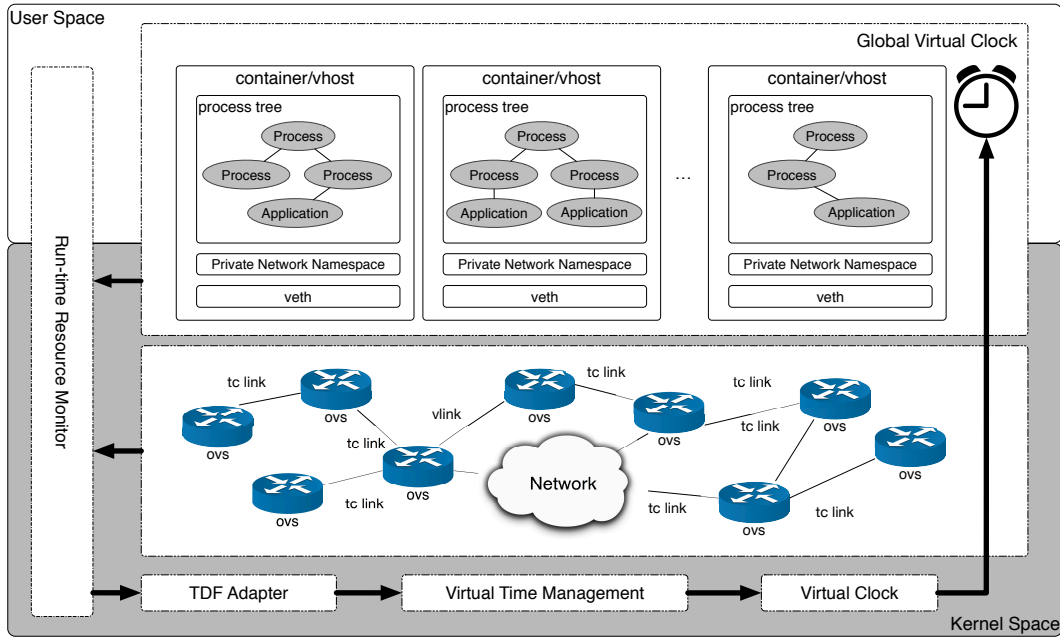 User Space
Global Virtual Clock
container/vhost
process tree
Process
Process
Process
Application
Private Network Namespace
veth
container/vhost
process tree
Process
Process
Process
Application
Application
Private Network Namespace
veth
...
container/vhost
process tree
Process
Process
Application
Private Network Namespace
veth
Run-time Resource Monitor
tc link
ovs
ovs
tc link
ovs
tc link
ovs
vlink
ovs
tc link
ovs
tc link
ovs
ovs
Network
tc link
ovs
tc link
TDF Adapter
Virtual Time Management
Virtual Clock
Kernel Space